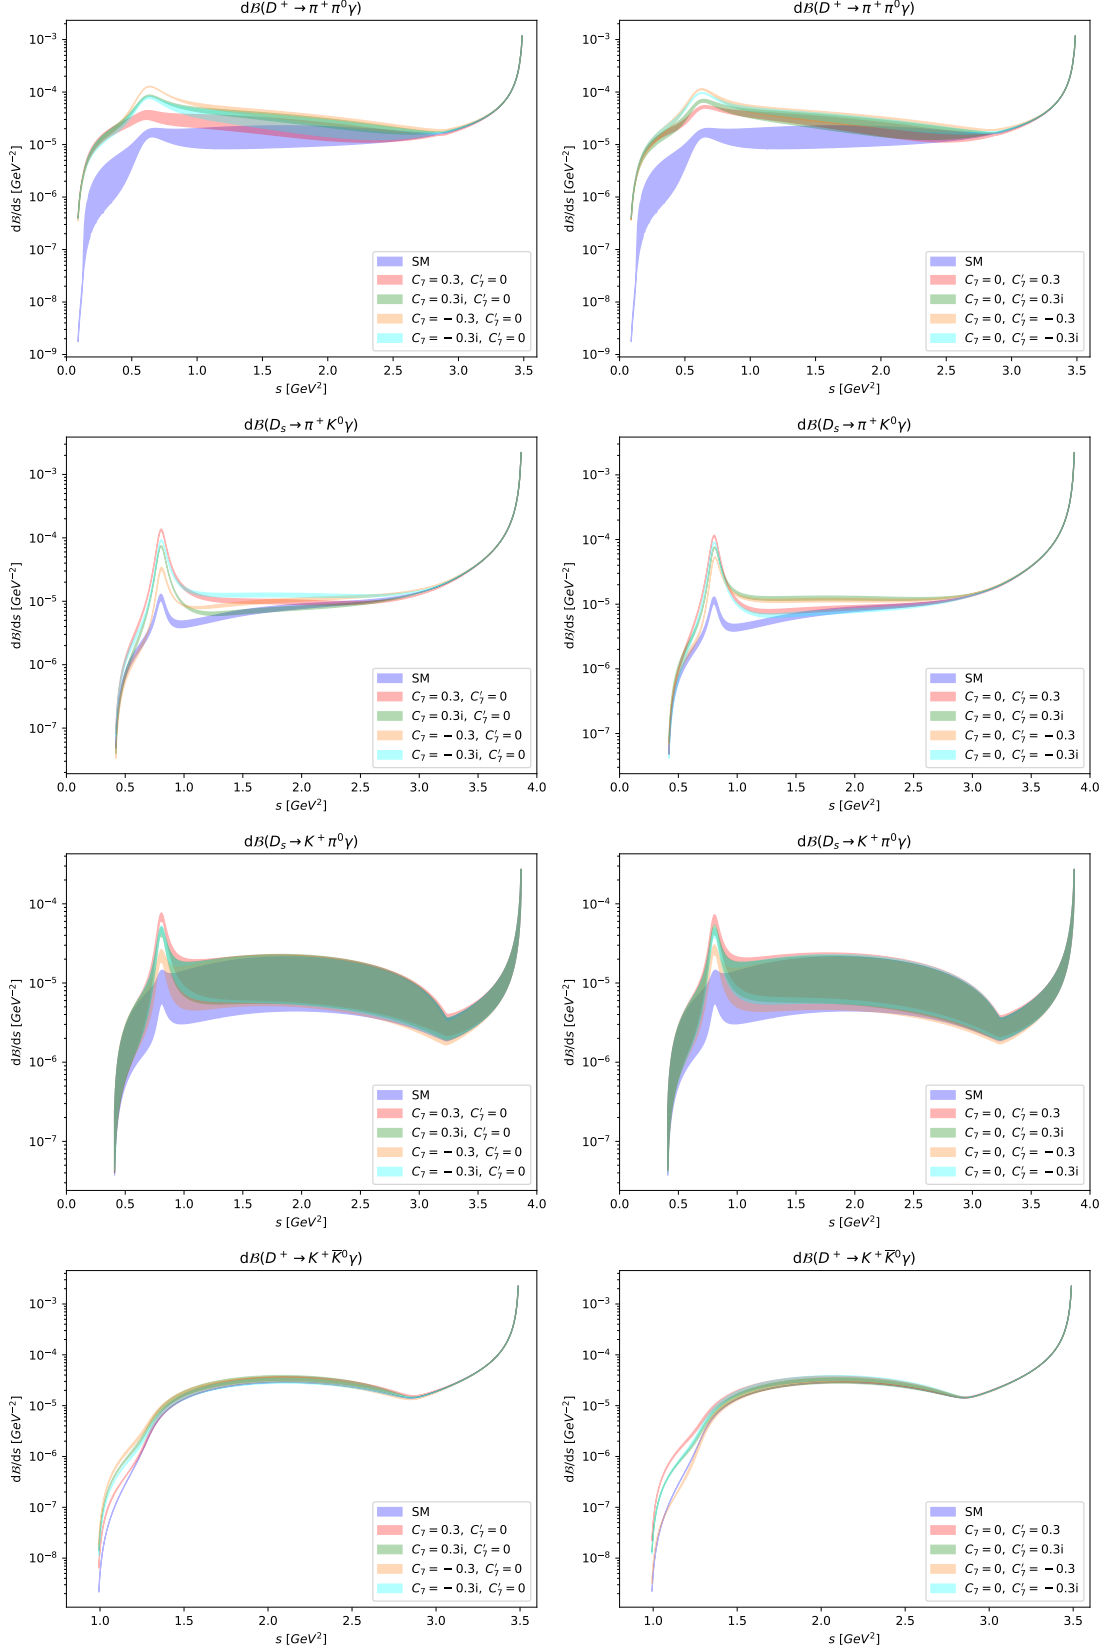 dℬ(D⁺ → π⁺π⁰γ)
dℬ/ds [GeV⁻²]
10⁻³
10⁻⁴
10⁻⁵
10⁻⁶
10⁻⁷
10⁻⁸
10⁻⁹
SM
C₇ = 0.3, C₇′ = 0
C₇ = 0.3i, C₇′ = 0
C₇ = −0.3, C₇′ = 0
C₇ = −0.3i, C₇′ = 0
0.0 0.5 1.0 1.5 2.0 2.5 3.0 3.5
s [GeV²]
dℬ(D⁺ → π⁺π⁰γ)
dℬ/ds [GeV⁻²]
10⁻³
10⁻⁴
10⁻⁵
10⁻⁶
10⁻⁷
10⁻⁸
10⁻⁹
SM
C₇ = 0, C₇′ = 0.3
C₇ = 0, C₇′ = 0.3i
C₇ = 0, C₇′ = −0.3
C₇ = 0, C₇′ = −0.3i
0.0 0.5 1.0 1.5 2.0 2.5 3.0 3.5
s [GeV²]
dℬ(Dₛ → π⁺K⁰γ)
dℬ/ds [GeV⁻²]
10⁻³
10⁻⁴
10⁻⁵
10⁻⁶
10⁻⁷
SM
C₇ = 0.3, C₇′ = 0
C₇ = 0.3i, C₇′ = 0
C₇ = −0.3, C₇′ = 0
C₇ = −0.3i, C₇′ = 0
0.0 0.5 1.0 1.5 2.0 2.5 3.0 3.5 4.0
s [GeV²]
dℬ(Dₛ → π⁺K⁰γ)
dℬ/ds [GeV⁻²]
10⁻³
10⁻⁴
10⁻⁵
10⁻⁶
10⁻⁷
SM
C₇ = 0, C₇′ = 0.3
C₇ = 0, C₇′ = 0.3i
C₇ = 0, C₇′ = −0.3
C₇ = 0, C₇′ = −0.3i
0.0 0.5 1.0 1.5 2.0 2.5 3.0 3.5 4.0
s [GeV²]
dℬ(Dₛ → K⁺π⁰γ)
dℬ/ds [GeV⁻²]
10⁻⁴
10⁻⁵
10⁻⁶
10⁻⁷
SM
C₇ = 0.3, C₇′ = 0
C₇ = 0.3i, C₇′ = 0
C₇ = −0.3, C₇′ = 0
C₇ = −0.3i, C₇′ = 0
0.0 0.5 1.0 1.5 2.0 2.5 3.0 3.5 4.0
s [GeV²]
dℬ(Dₛ → K⁺π⁰γ)
dℬ/ds [GeV⁻²]
10⁻⁴
10⁻⁵
10⁻⁶
10⁻⁷
SM
C₇ = 0, C₇′ = 0.3
C₇ = 0, C₇′ = 0.3i
C₇ = 0, C₇′ = −0.3
C₇ = 0, C₇′ = −0.3i
0.0 0.5 1.0 1.5 2.0 2.5 3.0 3.5 4.0
s [GeV²]
dℬ(D⁺ → K⁺K̅⁰γ)
dℬ/ds [GeV⁻²]
10⁻³
10⁻⁴
10⁻⁵
10⁻⁶
10⁻⁷
10⁻⁸
SM
C₇ = 0.3, C₇′ = 0
C₇ = 0.3i, C₇′ = 0
C₇ = −0.3, C₇′ = 0
C₇ = −0.3i, C₇′ = 0
1.0 1.5 2.0 2.5 3.0 3.5
s [GeV²]
dℬ(D⁺ → K⁺K̅⁰γ)
dℬ/ds [GeV⁻²]
10⁻³
10⁻⁴
10⁻⁵
10⁻⁶
10⁻⁷
10⁻⁸
SM
C₇ = 0, C₇′ = 0.3
C₇ = 0, C₇′ = 0.3i
C₇ = 0, C₇′ = −0.3
C₇ = 0, C₇′ = −0.3i
1.0 1.5 2.0 2.5 3.0 3.5
s [GeV²]